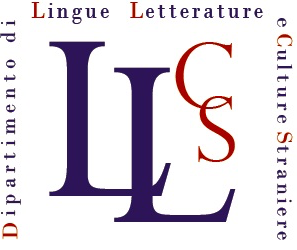 Dipartimento di
Lingue Letterature
e Culture Straniere
LLCS